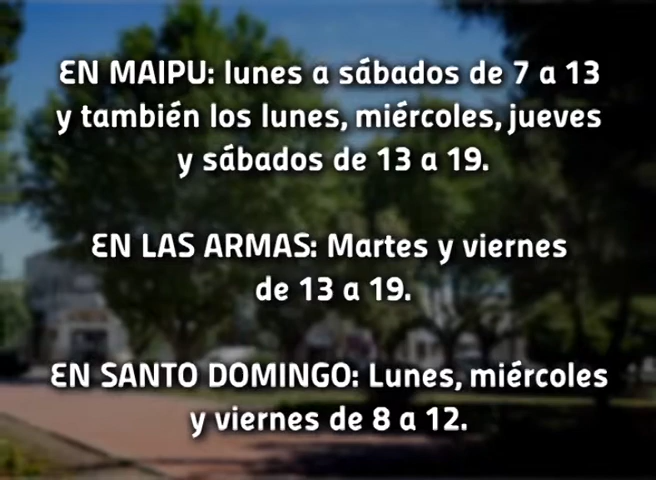 EN MAIPU: lunes a sábados de 7 a 13
y también los lunes, miércoles, jueves
y sábados de 13 a 19.
EN LAS ARMAS: Martes y viernes
de 13 a 19.
EN SANTO DOMINGO: Lunes, miércoles
y viernes de 8 a 12.